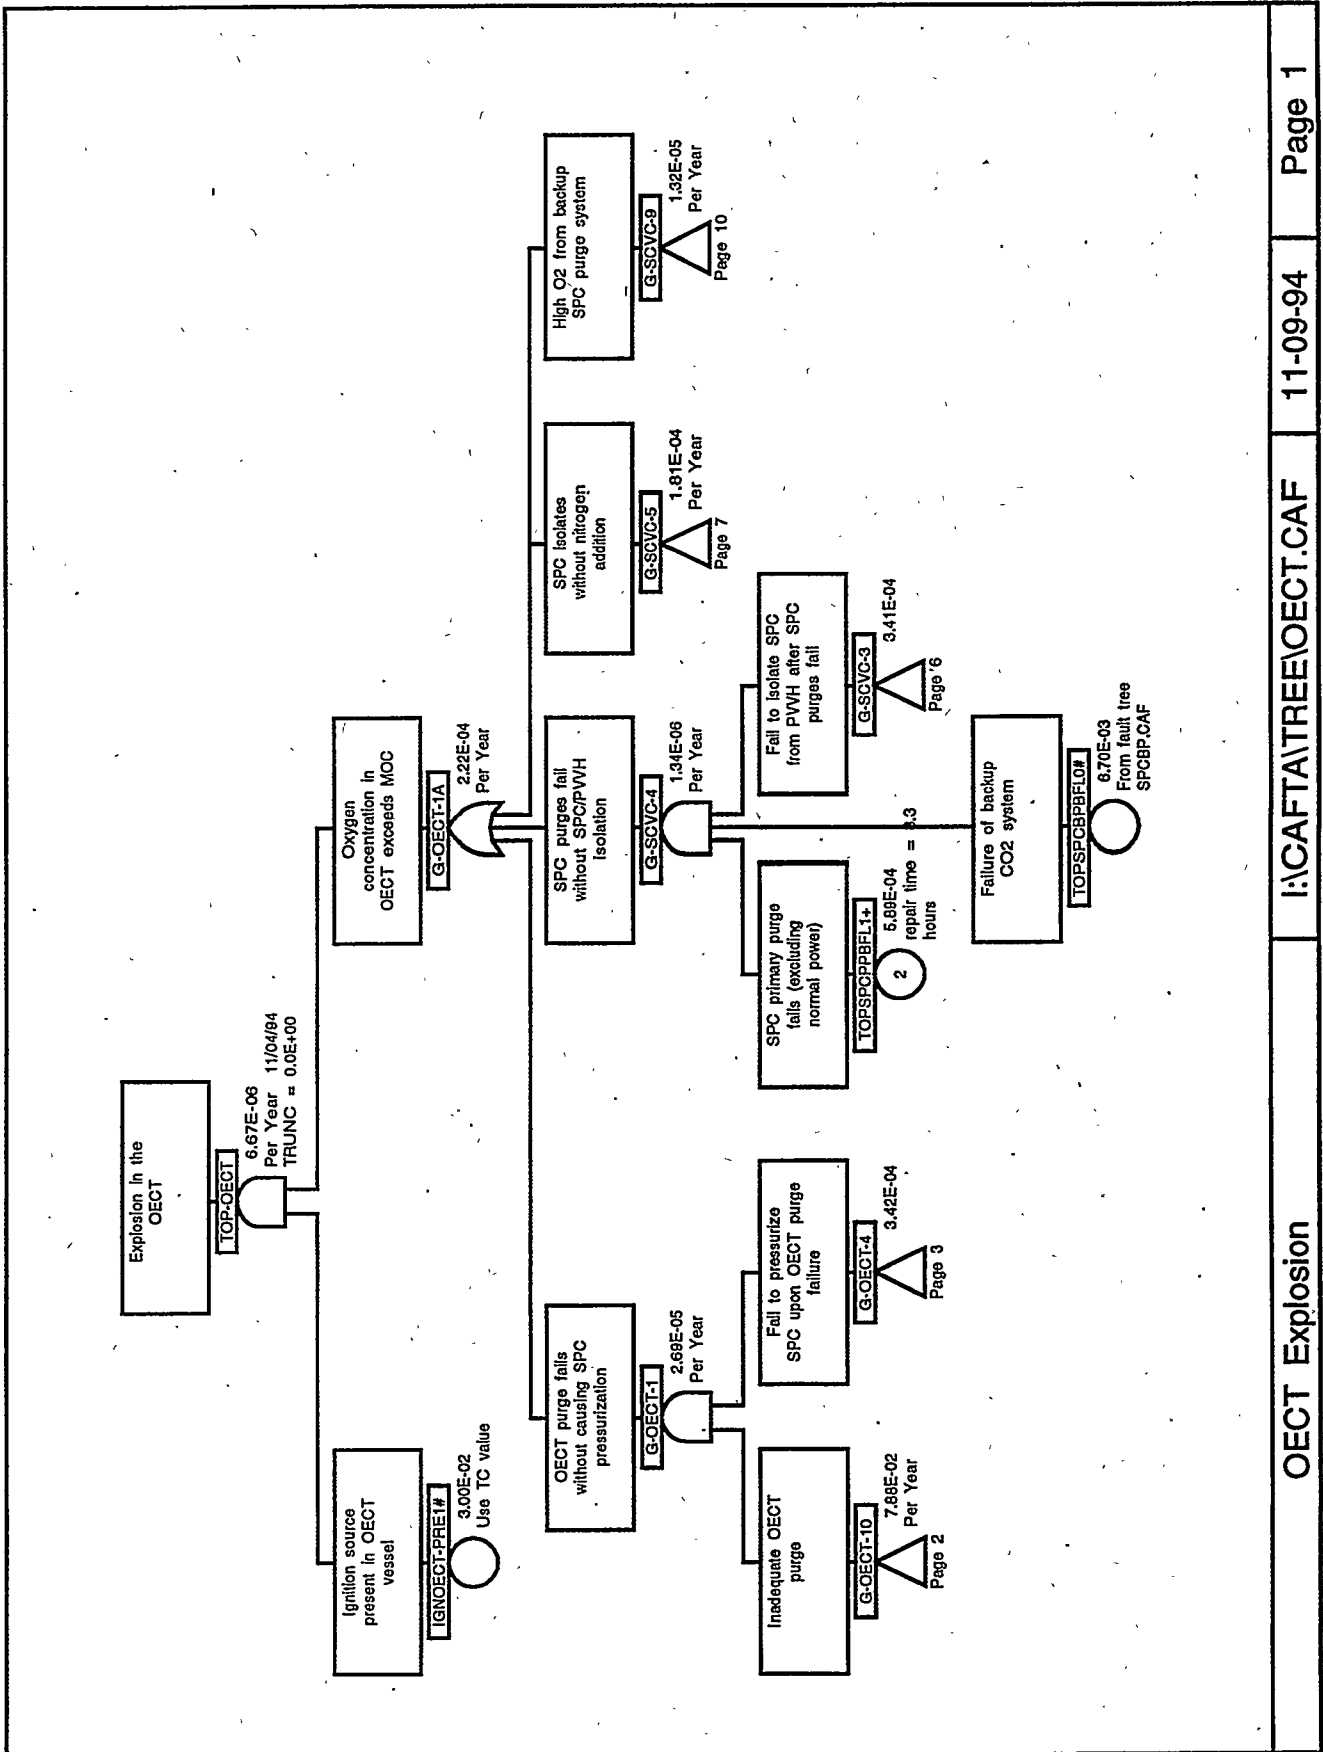 Explosion in the
OECT
TOP-OECT
6.67E-06
Per Year 11/04/94
TRUNC = 0.0E+00
Ignition source
present in OECT
vessel
IGNOECT-PRE1#
3.00E-02
Use TC value
Oxygen
concentration in
OECT exceeds MOC
G-OECT-1A
2.22E-04
Per Year
OECT purge fails
without causing SPC
pressurization
G-OECT-1
2.69E-05
Per Year
SPC purges fail
without SPC/PVVH
isolation
G-SCVC-4
1.34E-06
Per Year
SPC isolates
without nitrogen
addition
G-SCVC-5
1.81E-04
Per Year
Page 7
High O2 from backup
SPC purge system
G-SCVC-9
1.32E-05
Per Year
Page 10
Inadequate OECT
purge
G-OECT-10
7.88E-02
Per Year
Page 2
Fail to pressurize
SPC upon OECT purge
failure
G-OECT-4
3.42E-04
Page 3
SPC primary purge
fails (excluding
normal power)
TOPSPCPPBFL1+
2
5.89E-04
repair time = 8.3
hours
Fail to isolate SPC
from PVVH after SPC
purges fail
G-SCVC-3
3.41E-04
Page 6
Failure of backup
CO2 system
TOPSPCBPBFL0#
6.70E-03
From fault tree
SPCBP.CAF
OECT Explosion
I:\CAFTA\TREE\OECT.CAF
11-09-94
Page 1